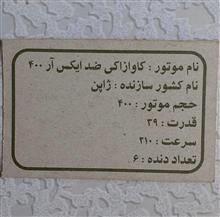 نام موتور : کاوازاکی ضد ایکس آر ۴۰۰
نام کشور سازنده : ژاپن
حجم موتور : ۴۰۰
قدرت : ۳۹
سرعت : ۲۱۰
تعداد دنده : ۶